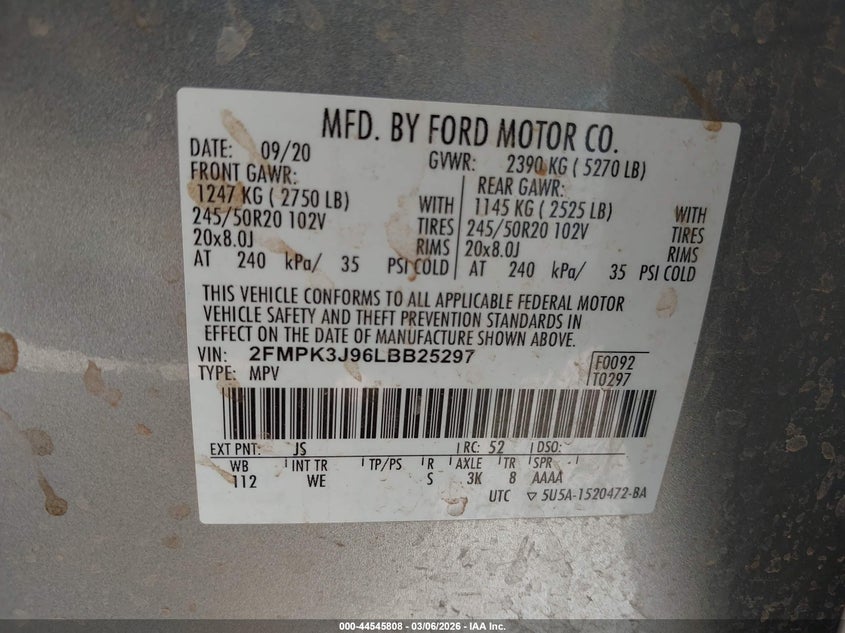 MFD. BY FORD MOTOR CO.
DATE: 09/20 GVWR: 2390 KG ( 5270 LB)
FRONT GAWR: REAR GAWR:
1247 KG ( 2750 LB) WITH 1145 KG ( 2525 LB) WITH
245/50R20 102V TIRES 245/50R20 102V TIRES
20x8.0J RIMS 20x8.0J RIMS
AT 240 kPa/ 35 PSI COLD AT 240 kPa/ 35 PSI COLD
THIS VEHICLE CONFORMS TO ALL APPLICABLE FEDERAL MOTOR
VEHICLE SAFETY AND THEFT PREVENTION STANDARDS IN
EFFECT ON THE DATE OF MANUFACTURE SHOWN ABOVE.
VIN: 2FMPK3J96LBB25297 F0092
TYPE: MPV T0297
EXT PNT: JS RC: 52 DSO:
WB INT TR TP/PS R AXLE TR SPR
112 WE S 3K 8 AAAA
UTC ▽ 5U5A-1520472-BA
000-44545808 - 03/06/2026 - IAA Inc.